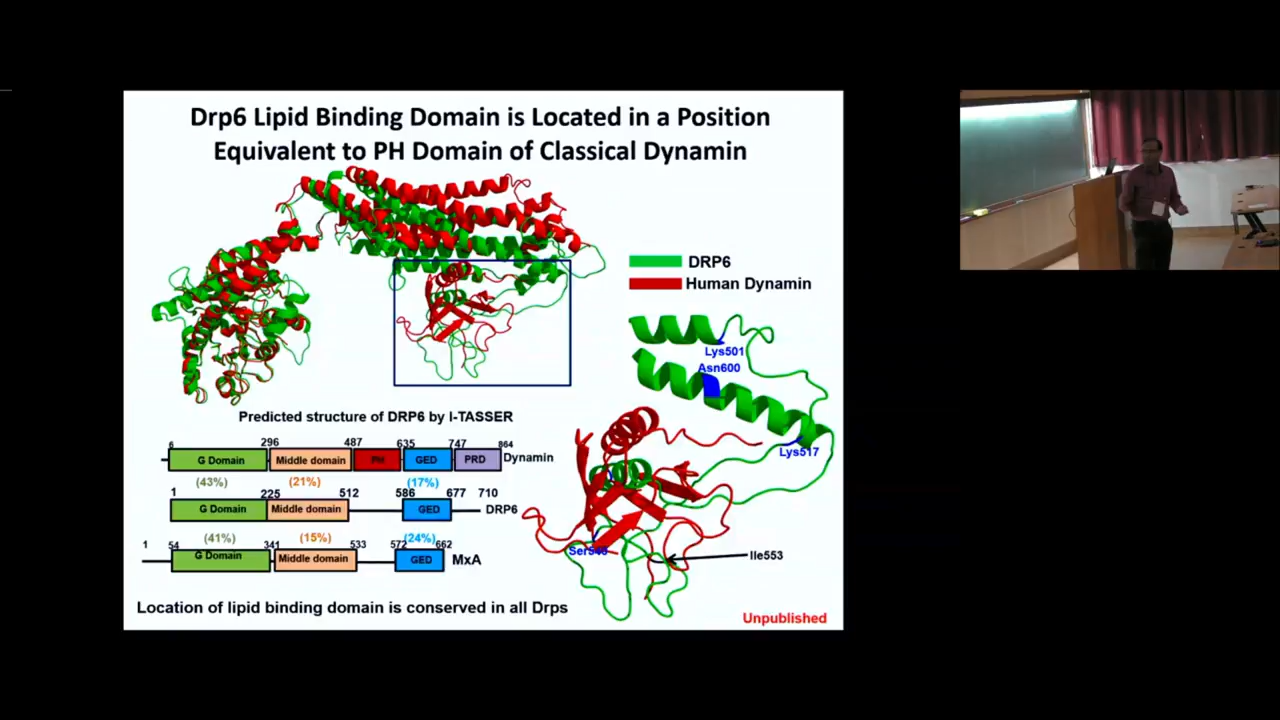 Drp6 Lipid Binding Domain is Located in a Position
Equivalent to PH Domain of Classical Dynamin
DRP6
Human Dynamin
Lys501
Asn600
Lys517
Ile553
Predicted structure of DRP6 by I-TASSER
6 296 487 635 747 864
G Domain Middle domain PH GED PRD Dynamin
(43%) (21%) (17%)
1 225 512 586 677 710
G Domain Middle domain GED DRP6
(41%) (15%) (24%)
1 54 341 533 572 662
G Domain Middle domain GED MxA
Location of lipid binding domain is conserved in all Drps
Unpublished